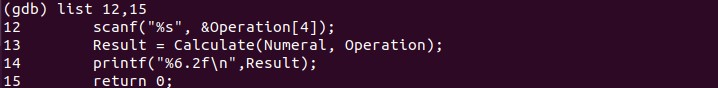 (gdb) list 12,15
12        scanf("%s", &Operation[4]);
13        Result = Calculate(Numeral, Operation);
14        printf("%6.2f\n",Result);
15        return 0;